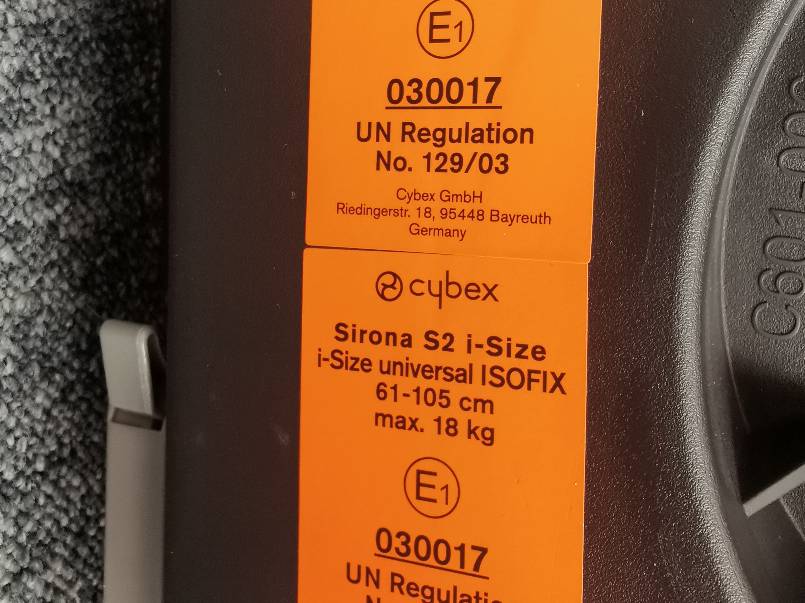 E1
030017
UN Regulation
No. 129/03
Cybex GmbH
Riedingerstr. 18, 95448 Bayreuth
Germany
cybex
Sirona S2 i-Size
i-Size universal ISOFIX
61-105 cm
max. 18 kg
E1
030017
UN Regulation